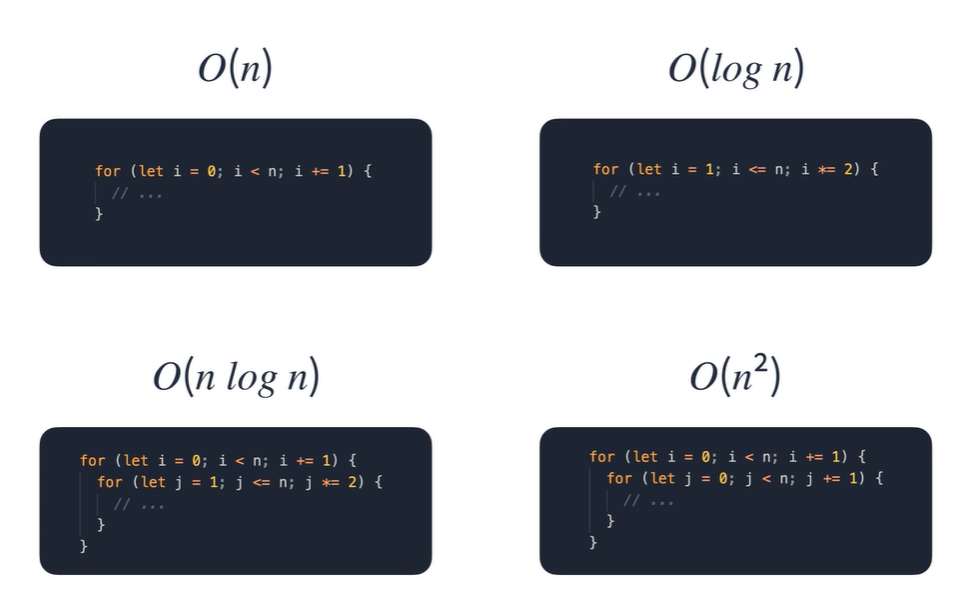 O(n)
for (let i = 0; i < n; i += 1) {
// ...
}
O(log n)
for (let i = 1; i <= n; i *= 2) {
// ...
}
O(n log n)
for (let i = 0; i < n; i += 1) {
for (let j = 1; j <= n; j *= 2) {
// ...
}
}
O(n²)
for (let i = 0; i < n; i += 1) {
for (let j = 0; j < n; j += 1) {
// ...
}
}